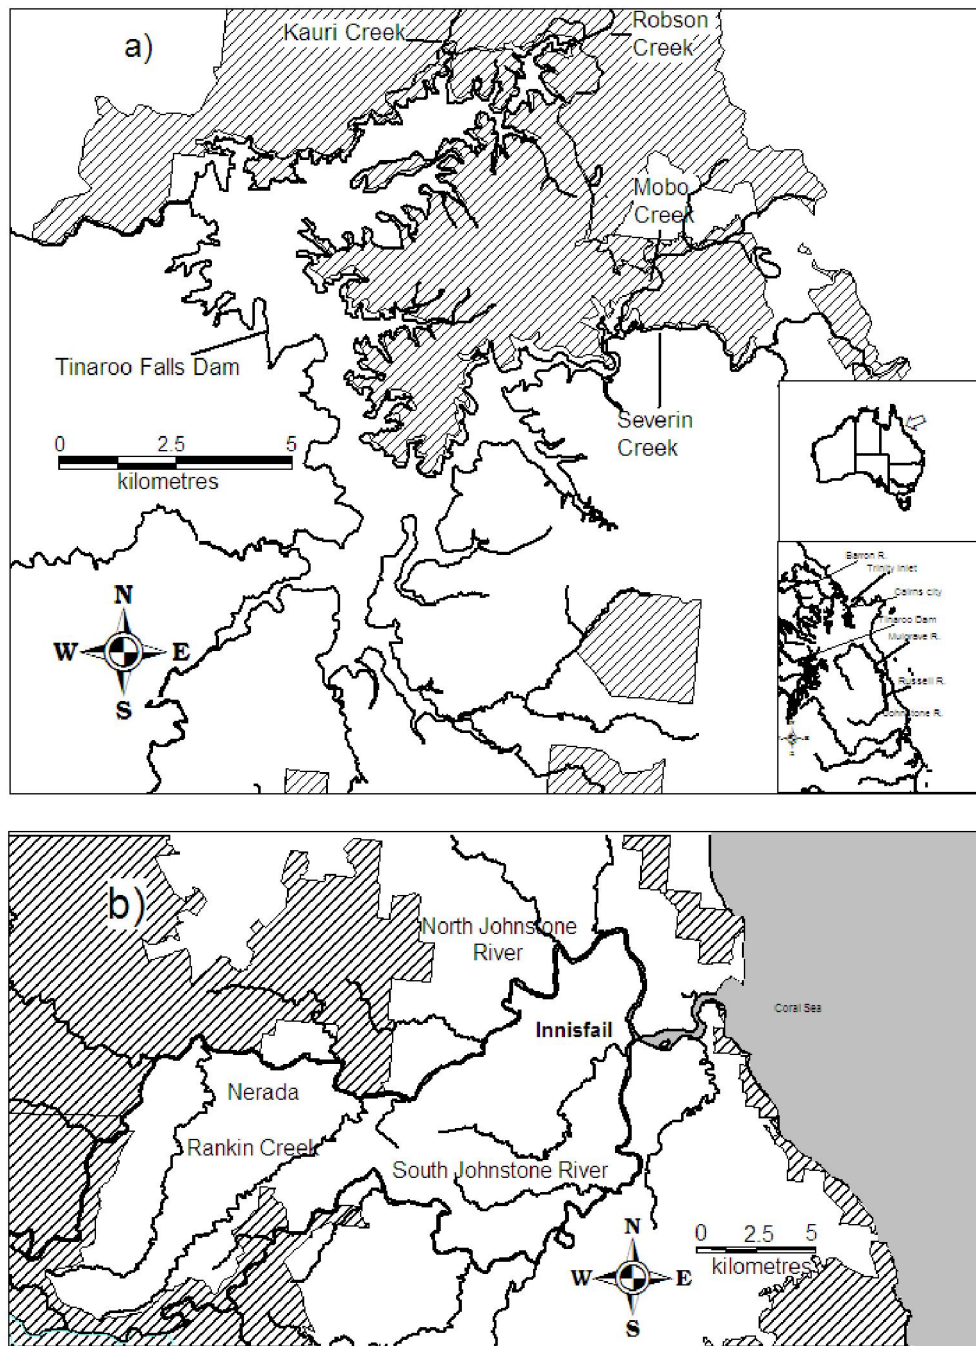 a)
Kauri Creek
Robson
Creek
Mobo
Creek
Tinaroo Falls Dam
Severin
Creek
0 2.5 5
kilometres
N
W E
S
Barron R.
Trinity Inlet
Cairns city
Tinaroo Dam
Mulgrave R.
Russell R.
Johnstone R.
b)
North Johnstone
River
Coral Sea
Innisfail
Nerada
Rankin Creek
South Johnstone River
0 2.5 5
kilometres
N
W E
S